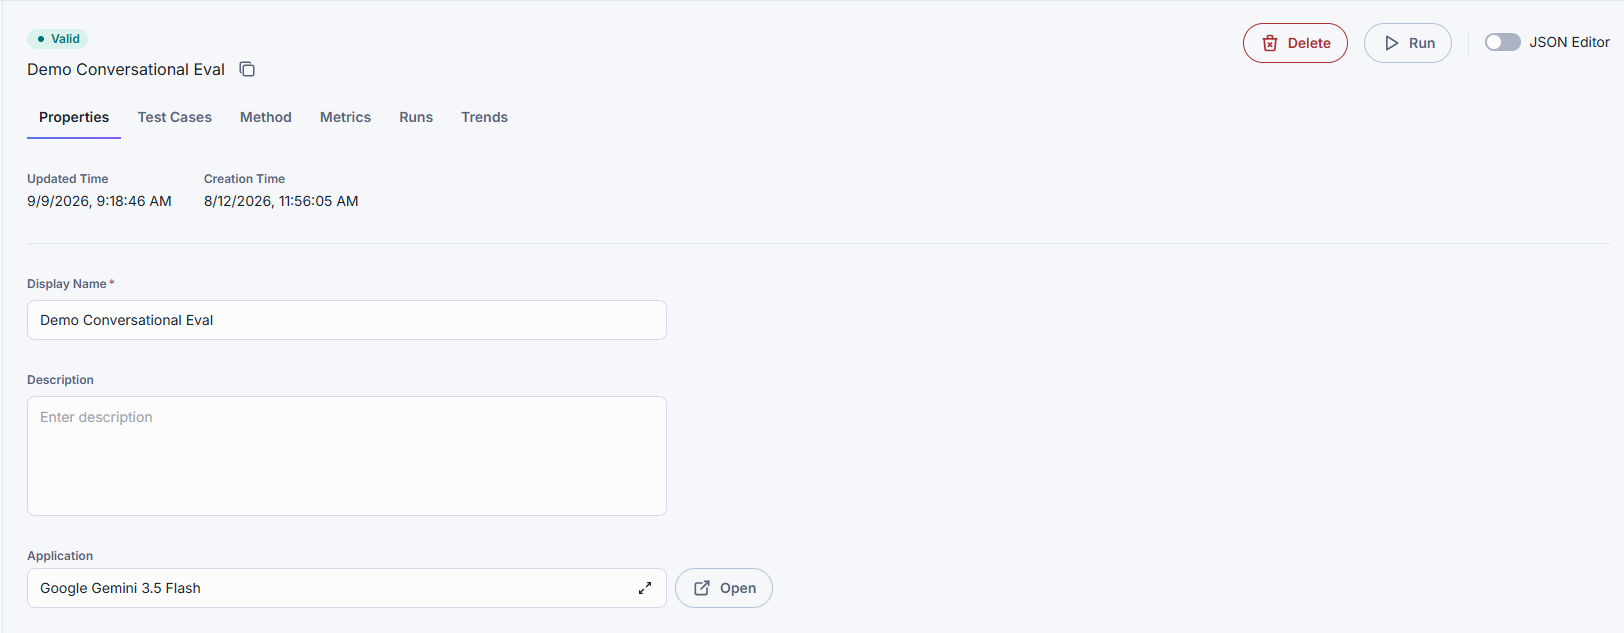 Valid
Demo Conversational Eval
Delete
Run
JSON Editor
Properties Test Cases Method Metrics Runs Trends
Updated Time Creation Time
9/9/2026, 9:18:46 AM 8/12/2026, 11:56:05 AM
Display Name *
Demo Conversational Eval
Description
Enter description
Application
Google Gemini 3.5 Flash
Open